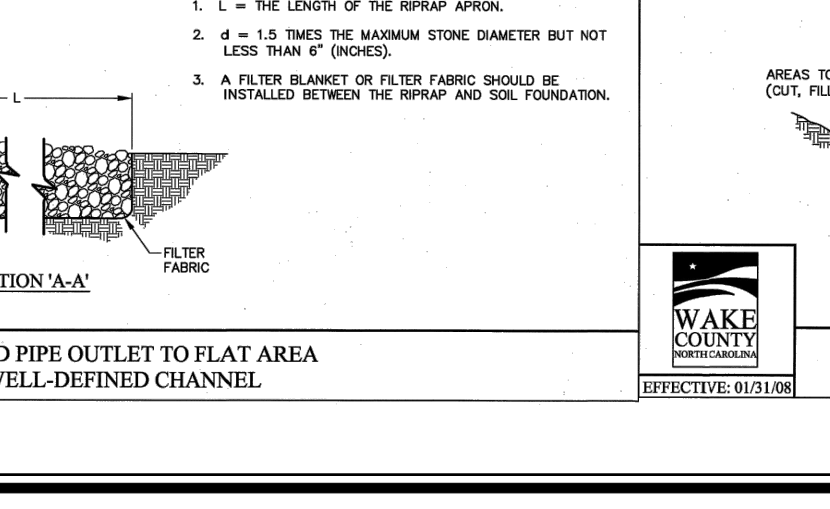 1. L = THE LENGTH OF THE RIPRAP APRON.
2. d = 1.5 TIMES THE MAXIMUM STONE DIAMETER BUT NOT
LESS THAN 6" (INCHES).
3. A FILTER BLANKET OR FILTER FABRIC SHOULD BE
INSTALLED BETWEEN THE RIPRAP AND SOIL FOUNDATION.
L
FILTER
FABRIC
TION 'A-A'
PIPE OUTLET TO FLAT AREA
WELL-DEFINED CHANNEL
AREAS TO
(CUT, FILL
WAKE
COUNTY
NORTH CAROLINA
EFFECTIVE: 01/31/08